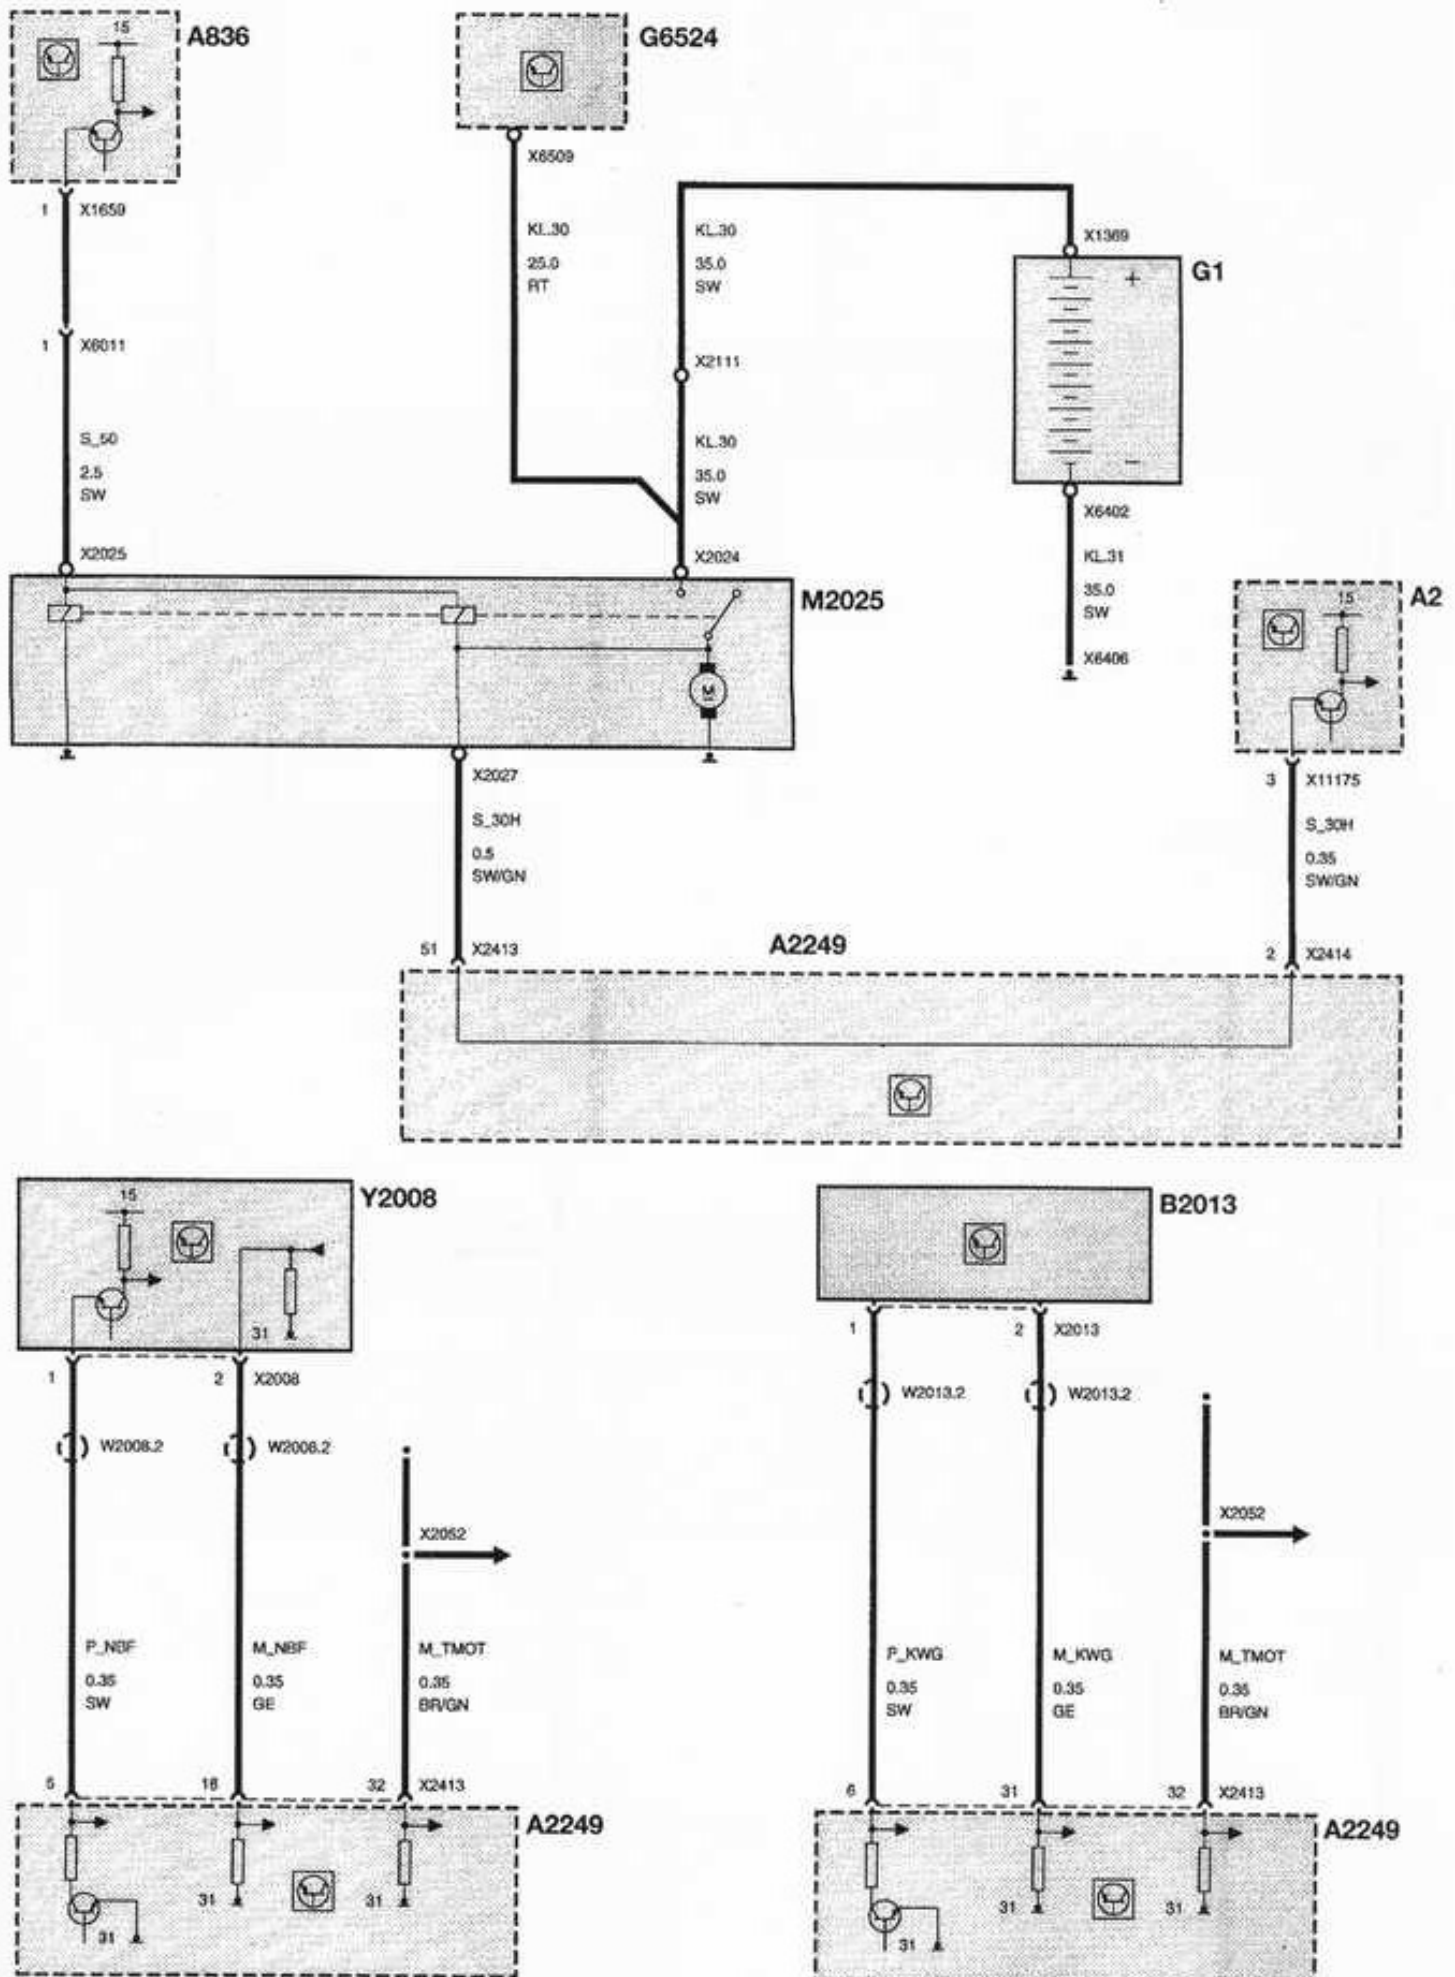 15
A836
G6524
X6509
1 X1659
KL.30
25.0
RT
KL.30
35.0
SW
X1369
G1
+
−
1 X6011
X2111
S_50
2.5
SW
KL.30
35.0
SW
X6402
X2025
X2024
KL.31
35.0
SW
M2025
M
X6406
15
A2
X2027
3 X11175
S_30H
0.5
SW/GN
S_30H
0.35
SW/GN
51 X2413
A2249
2 X2414
15
Y2008
31
B2013
1
2 X2008
1
2 X2013
W2008.2
W2008.2
W2013.2
W2013.2
X2052
X2052
P_NBF
0.35
SW
M_NBF
0.35
GE
M_TMOT
0.35
BR/GN
P_KWG
0.35
SW
M_KWG
0.35
GE
M_TMOT
0.35
BR/GN
5
18
32 X2413
6
31
32 X2413
A2249
31
31
31
A2249
31
31
31